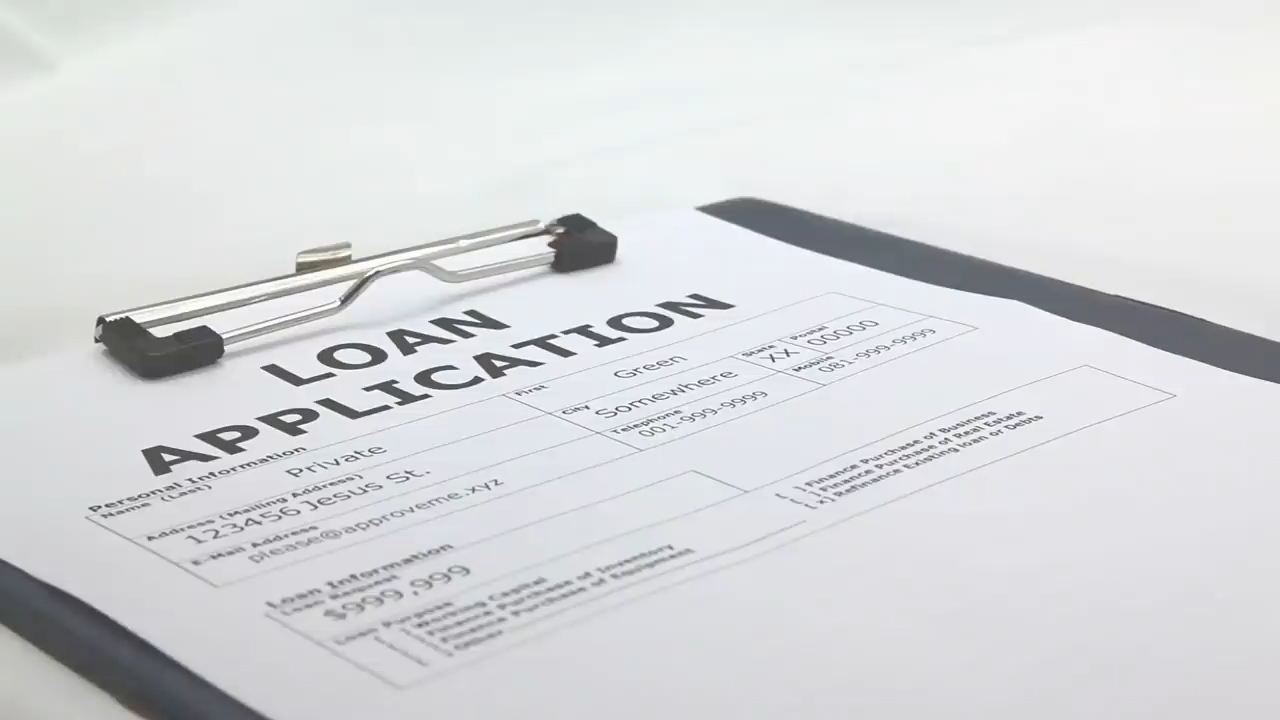 LOAN
APPLICATION
Personal Information
Name (Last) Private First Green
Address (Mailing Address) 123456 Jesus St. City Somewhere State XX Postal 00000
E-Mail Address please@approveme.xyz Telephone 001-999-9999 Mobile 081-999-9999
Loan Information
Loan Request
$999,999
Loan Purpose
[ ] Working Capital
[ ] Finance Purchase of Inventory
[ ] Finance Purchase of Equipment
[ ] Other
[ ] Finance Purchase of Business
[ ] Finance Purchase of Real Estate
[x] Refinance Existing loan or Debts